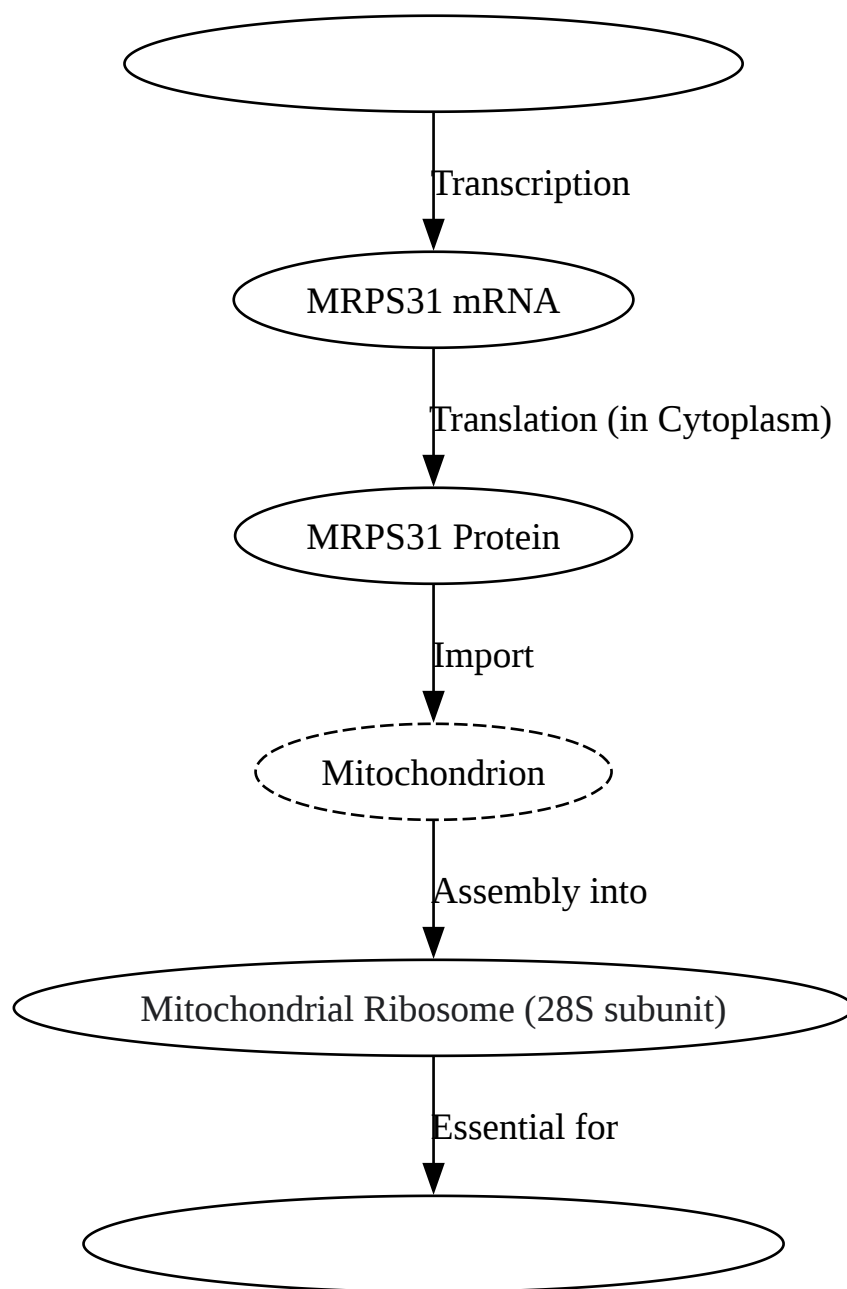 Transcription
MRPS31 mRNA
Translation (in Cytoplasm)
MRPS31 Protein
Import
Mitochondrion
Assembly into
Mitochondrial Ribosome (28S subunit)
Essential for